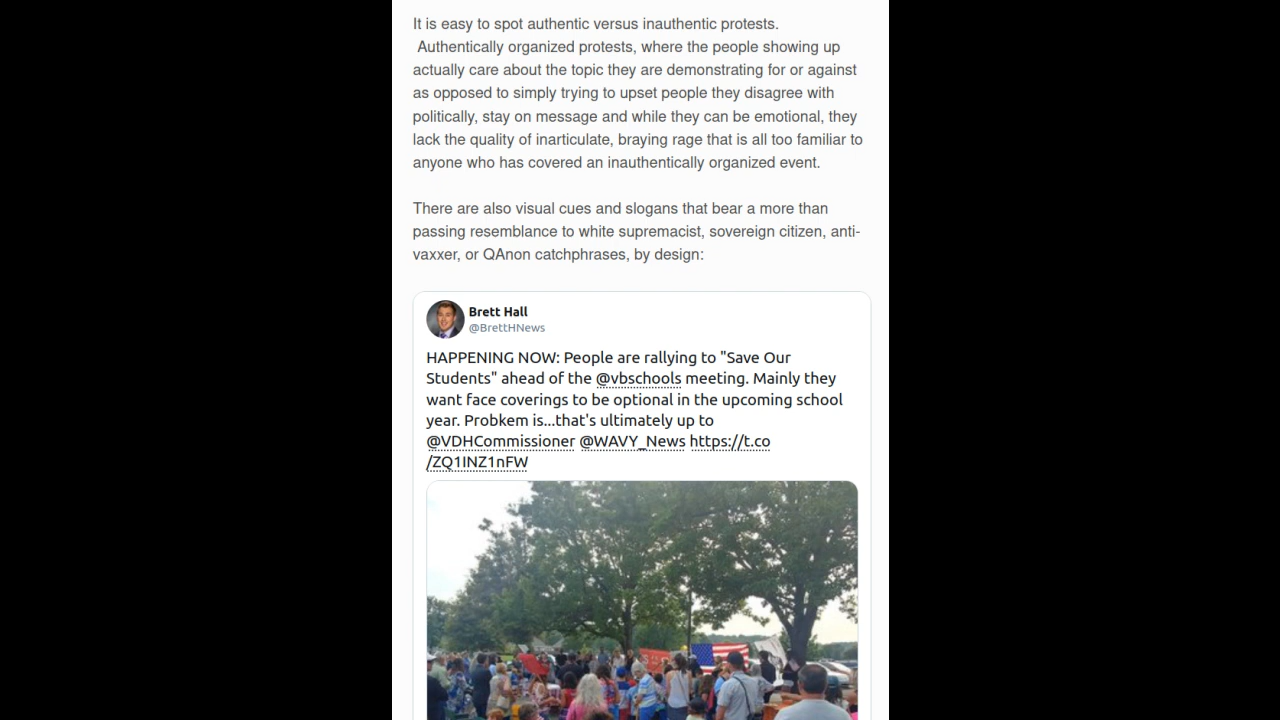 It is easy to spot authentic versus inauthentic protests.
Authentically organized protests, where the people showing up
actually care about the topic they are demonstrating for or against
as opposed to simply trying to upset people they disagree with
politically, stay on message and while they can be emotional, they
lack the quality of inarticulate, braying rage that is all too familiar to
anyone who has covered an inauthentically organized event.
There are also visual cues and slogans that bear a more than
passing resemblance to white supremacist, sovereign citizen, anti-
vaxxer, or QAnon catchphrases, by design:
Brett Hall
@BrettHNews
HAPPENING NOW: People are rallying to "Save Our
Students" ahead of the @vbschools meeting. Mainly they
want face coverings to be optional in the upcoming school
year. Probkem is...that's ultimately up to
@VDHCommissioner @WAVY_News https://t.co
/ZQ1INZ1nFW